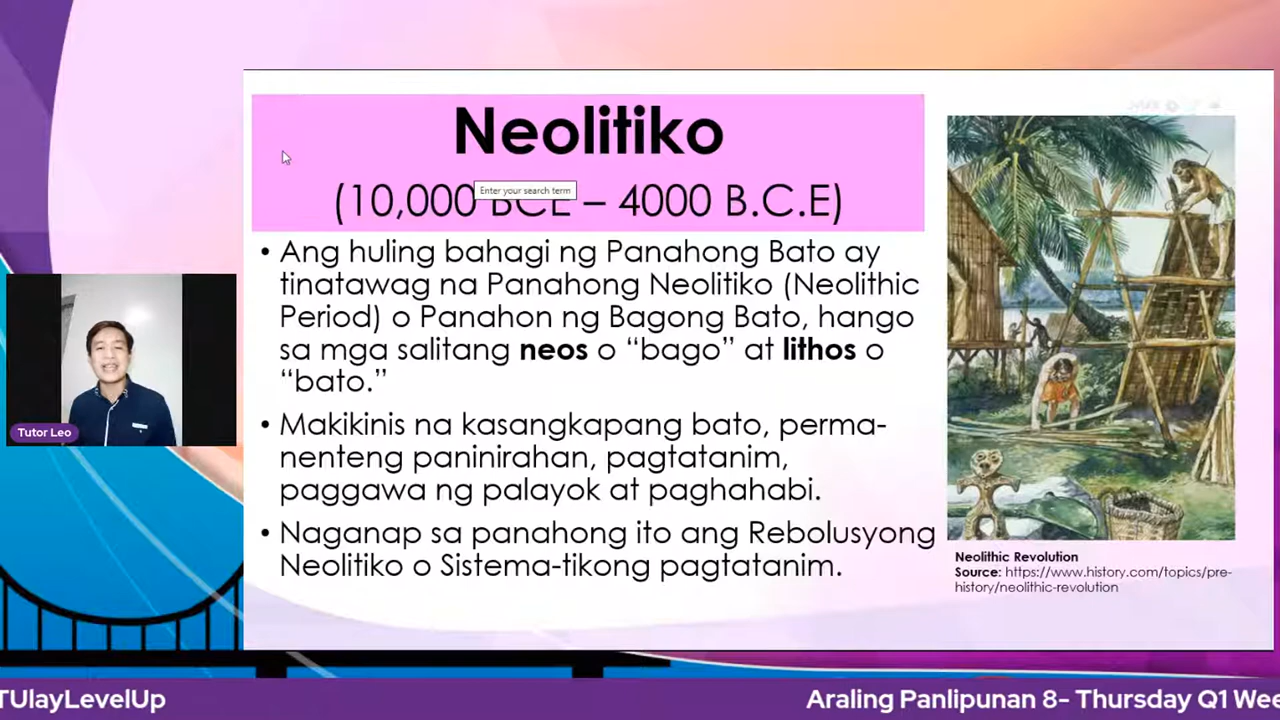 Neolitiko
(10,000 BCE – 4000 B.C.E)
Enter your search term
• Ang huling bahagi ng Panahong Bato ay
tinatawag na Panahong Neolitiko (Neolithic
Period) o Panahon ng Bagong Bato, hango
sa mga salitang neos o “bago” at lithos o
“bato.”
• Makikinis na kasangkapang bato, perma-
nenteng paninirahan, pagtatanim,
paggawa ng palayok at paghahabi.
• Naganap sa panahong ito ang Rebolusyong
Neolitiko o Sistema-tikong pagtatanim.
Neolithic Revolution
Source: https://www.history.com/topics/pre-
history/neolithic-revolution
Tutor Leo
TUlayLevelUp
Araling Panlipunan 8- Thursday Q1 Wee